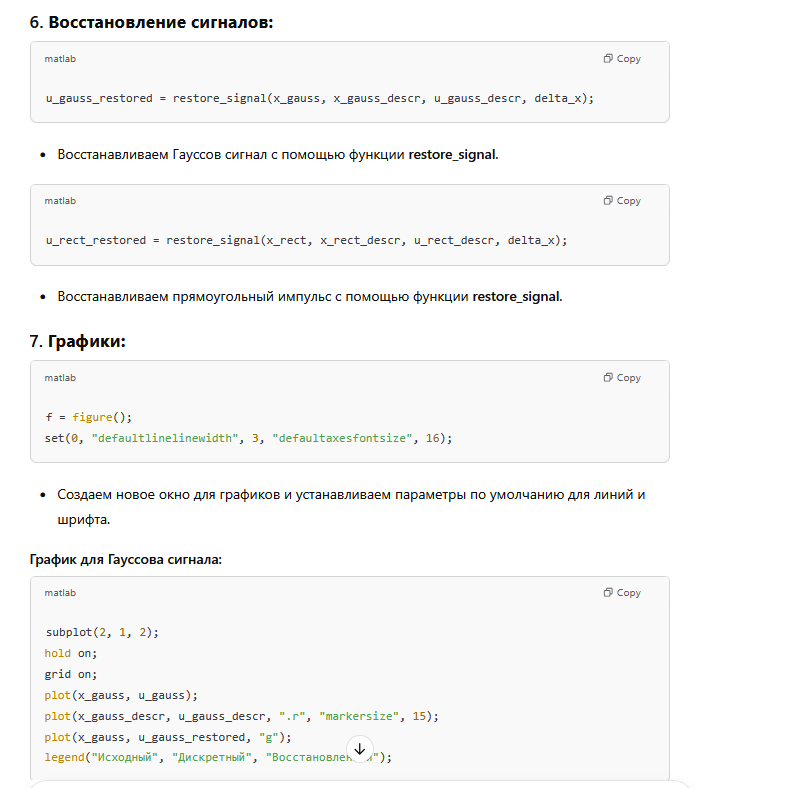 6. Восстановление сигналов:
matlab
Copy
u_gauss_restored = restore_signal(x_gauss, x_gauss_descr, u_gauss_descr, delta_x);
Восстанавливаем Гауссов сигнал с помощью функции restore_signal.
matlab
Copy
u_rect_restored = restore_signal(x_rect, x_rect_descr, u_rect_descr, delta_x);
Восстанавливаем прямоугольный импульс с помощью функции restore_signal.
7. Графики:
matlab
Copy
f = figure();
set(0, "defaultlinelinewidth", 3, "defaultaxesfontsize", 16);
Создаем новое окно для графиков и устанавливаем параметры по умолчанию для линий и
шрифта.
График для Гауссова сигнала:
matlab
Copy
subplot(2, 1, 2);
hold on;
grid on;
plot(x_gauss, u_gauss);
plot(x_gauss_descr, u_gauss_descr, ".r", "markersize", 15);
plot(x_gauss, u_gauss_restored, "g");
legend("Исходный", "Дискретный", "Восстановленный");